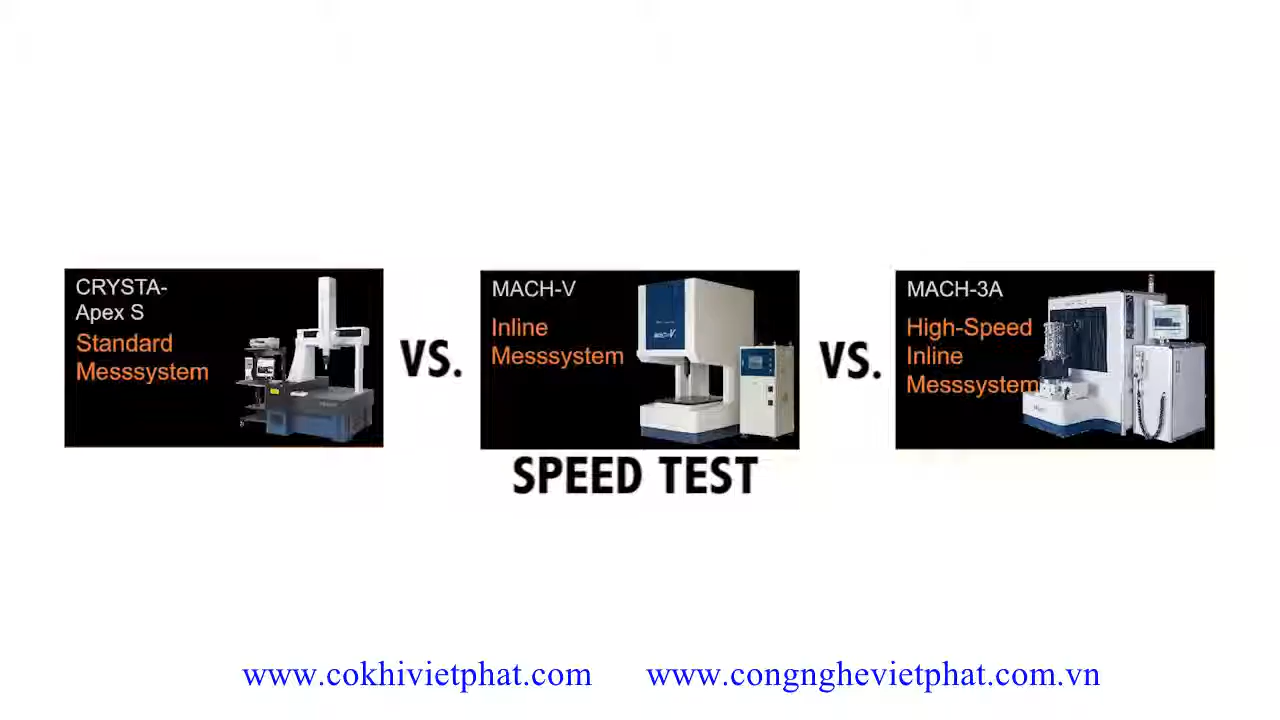 CRYSTA-
Apex S
Standard
Messsystem
VS.
MACH-V
Inline
Messsystem
MACH-V
VS.
MACH-3A
High-Speed
Inline
Messsystem
SPEED TEST
www.cokhivietphat.com www.congnghevietphat.com.vn